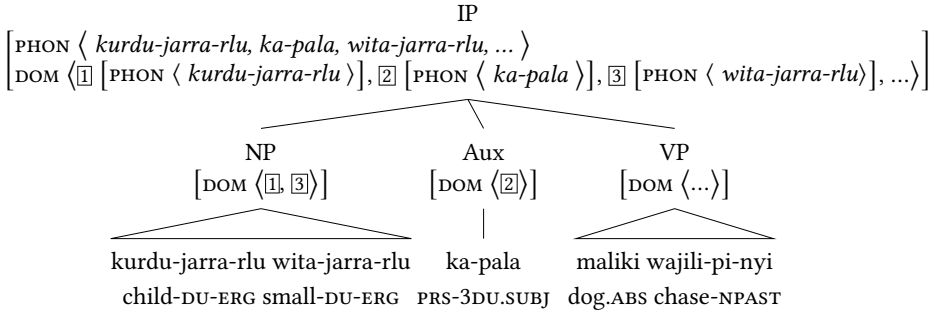 IP
[PHON ⟨ kurdu-jarra-rlu, ka-pala, wita-jarra-rlu, … ⟩
DOM ⟨[1] [PHON ⟨ kurdu-jarra-rlu ⟩], [2] [PHON ⟨ ka-pala ⟩], [3] [PHON ⟨ wita-jarra-rlu⟩], …⟩]
NP Aux VP
[DOM ⟨[1], [3]⟩] [DOM ⟨[2]⟩] [DOM ⟨…⟩]
kurdu-jarra-rlu wita-jarra-rlu ka-pala maliki wajili-pi-nyi
child-DU-ERG small-DU-ERG PRS-3DU.SUBJ dog.ABS chase-NPAST